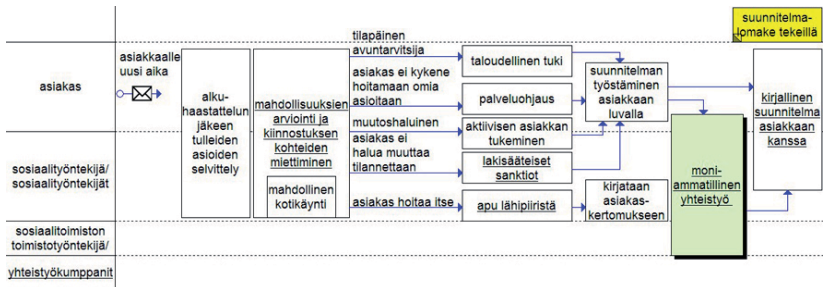 suunnitelma-
lomake tekeillä
asiakas
sosiaalityöntekijä/
sosiaalityöntekijät
sosiaalitoimiston
toimistotyöntekijä/
yhteistyökumppanit
asiakkaalle
uusi aika
alku-
haastattelun
jäkeen
tulleiden
asioiden
selvittely
mahdollisuuksien
arviointi ja
kiinnostuksen
kohteiden
miettiminen
mahdollinen
kotikäynti
tilapäinen
avuntarvitsija
asiakas ei kykene
hoitamaan omia
asioitaan
muutoshaluinen
asiakas ei
halua muuttaa
tilannettaan
asiakas hoitaa itse
taloudellinen tuki
palveluohjaus
aktiivisen asiakkan
tukeminen
lakisääteiset
sanktiot
apu lähipiiristä
suunnitelman
työstäminen
asiakkaan
luvalla
kirjataan
asiakas-
kertomukseen
moni-
ammatillinen
yhteistyö
kirjallinen
suunnitelma
asiakkaan
kanssa